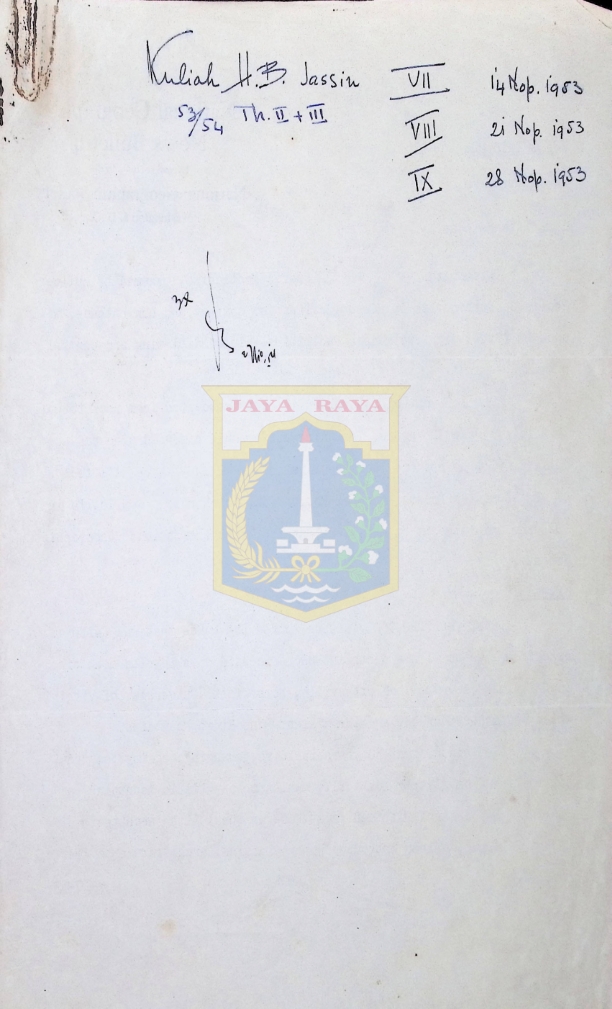 Kuliah H.B. Jassin VII 14 Nop. 1953
53/54 Th. II + III VIII 21 Nop. 1953
IX 28 Nop. 1953
JAYA RAYA